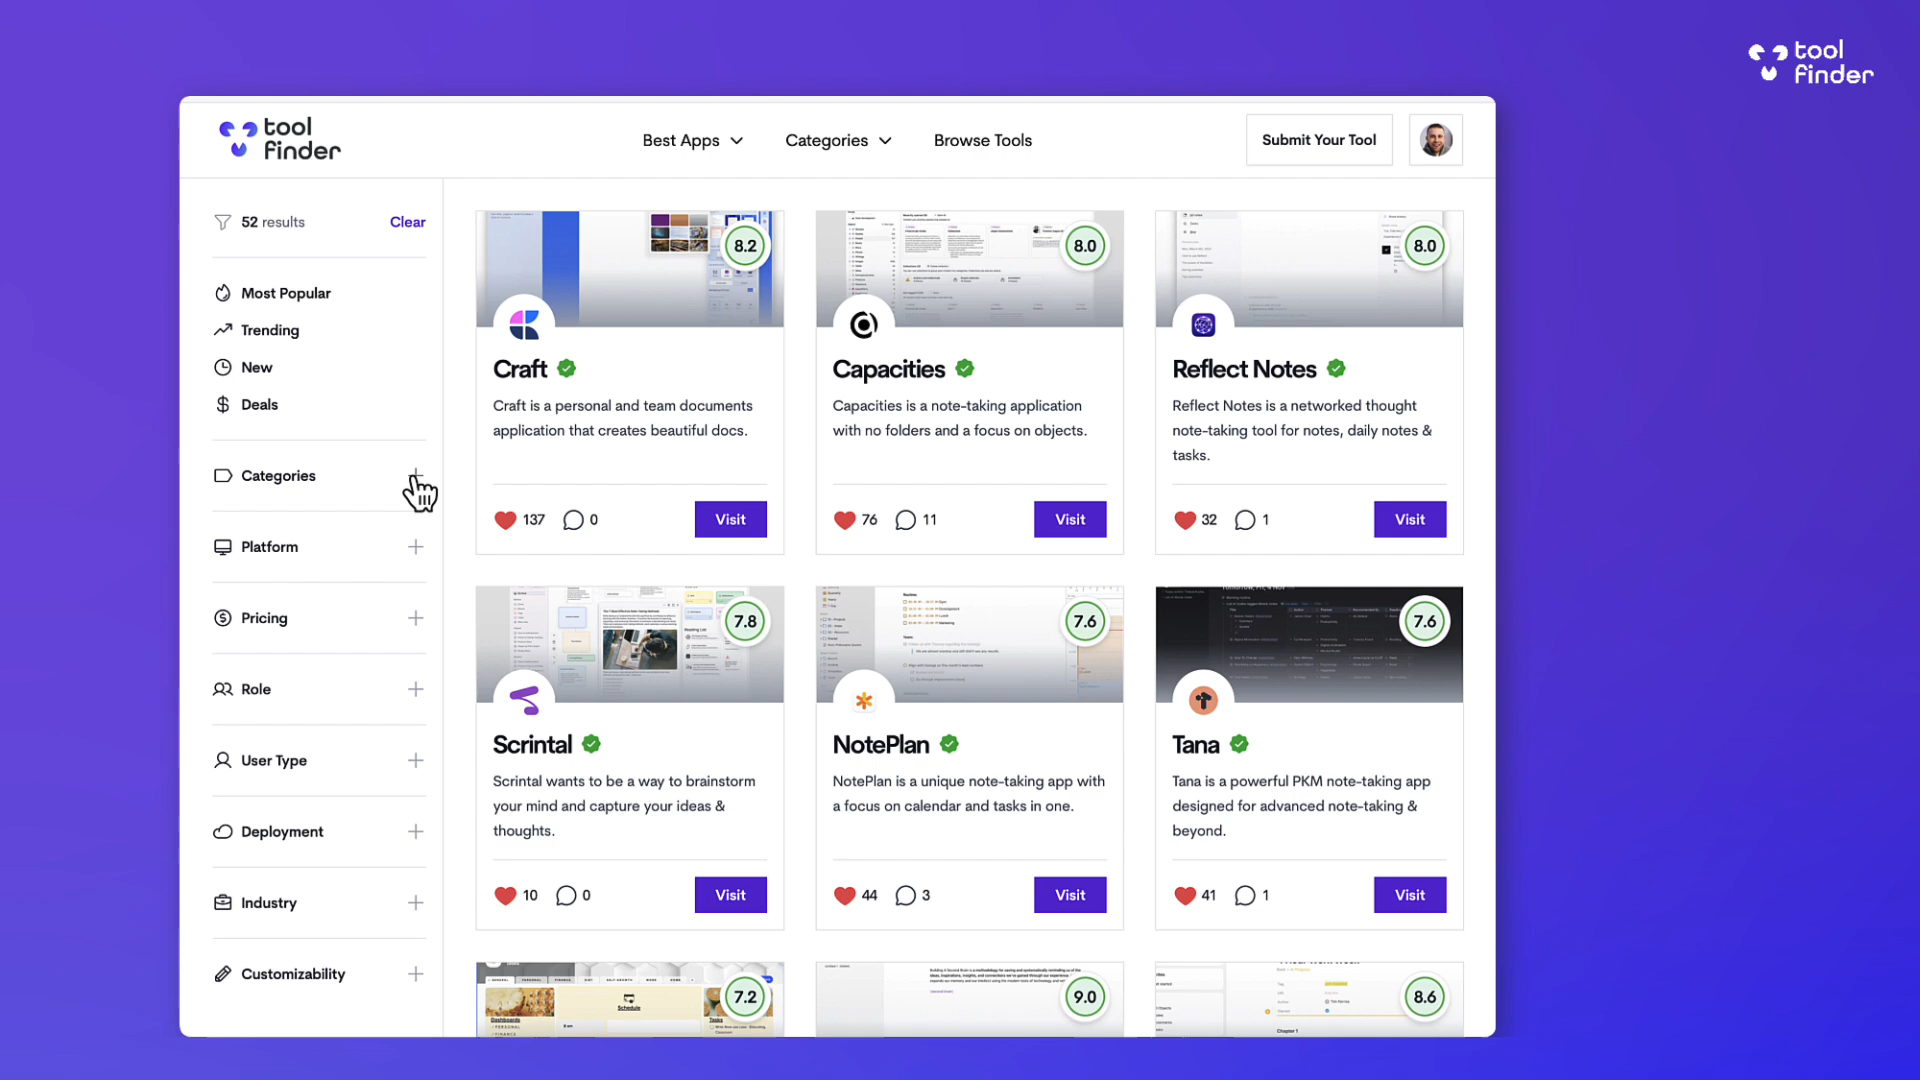 tool
finder
tool
finder
Best Apps
Categories
Browse Tools
Submit Your Tool
52 results
Clear
Most Popular
Trending
New
Deals
Categories
Platform
Pricing
Role
User Type
Deployment
Industry
Customizability
8.2
Craft
Craft is a personal and team documents
application that creates beautiful docs.
137
0
Visit
8.0
Capacities
Capacities is a note-taking application
with no folders and a focus on objects.
76
11
Visit
8.0
Reflect Notes
Reflect Notes is a networked thought
note-taking tool for notes, daily notes &
tasks.
32
1
Visit
7.8
Scrintal
Scrintal wants to be a way to brainstorm
your mind and capture your ideas &
thoughts.
10
0
Visit
7.6
NotePlan
NotePlan is a unique note-taking app with
a focus on calendar and tasks in one.
44
3
Visit
7.6
Tana
Tana is a powerful PKM note-taking app
designed for advanced note-taking &
beyond.
41
1
Visit
7.2
Schedule
Dashboards
Tasks
9.0
8.6
Chapter 1